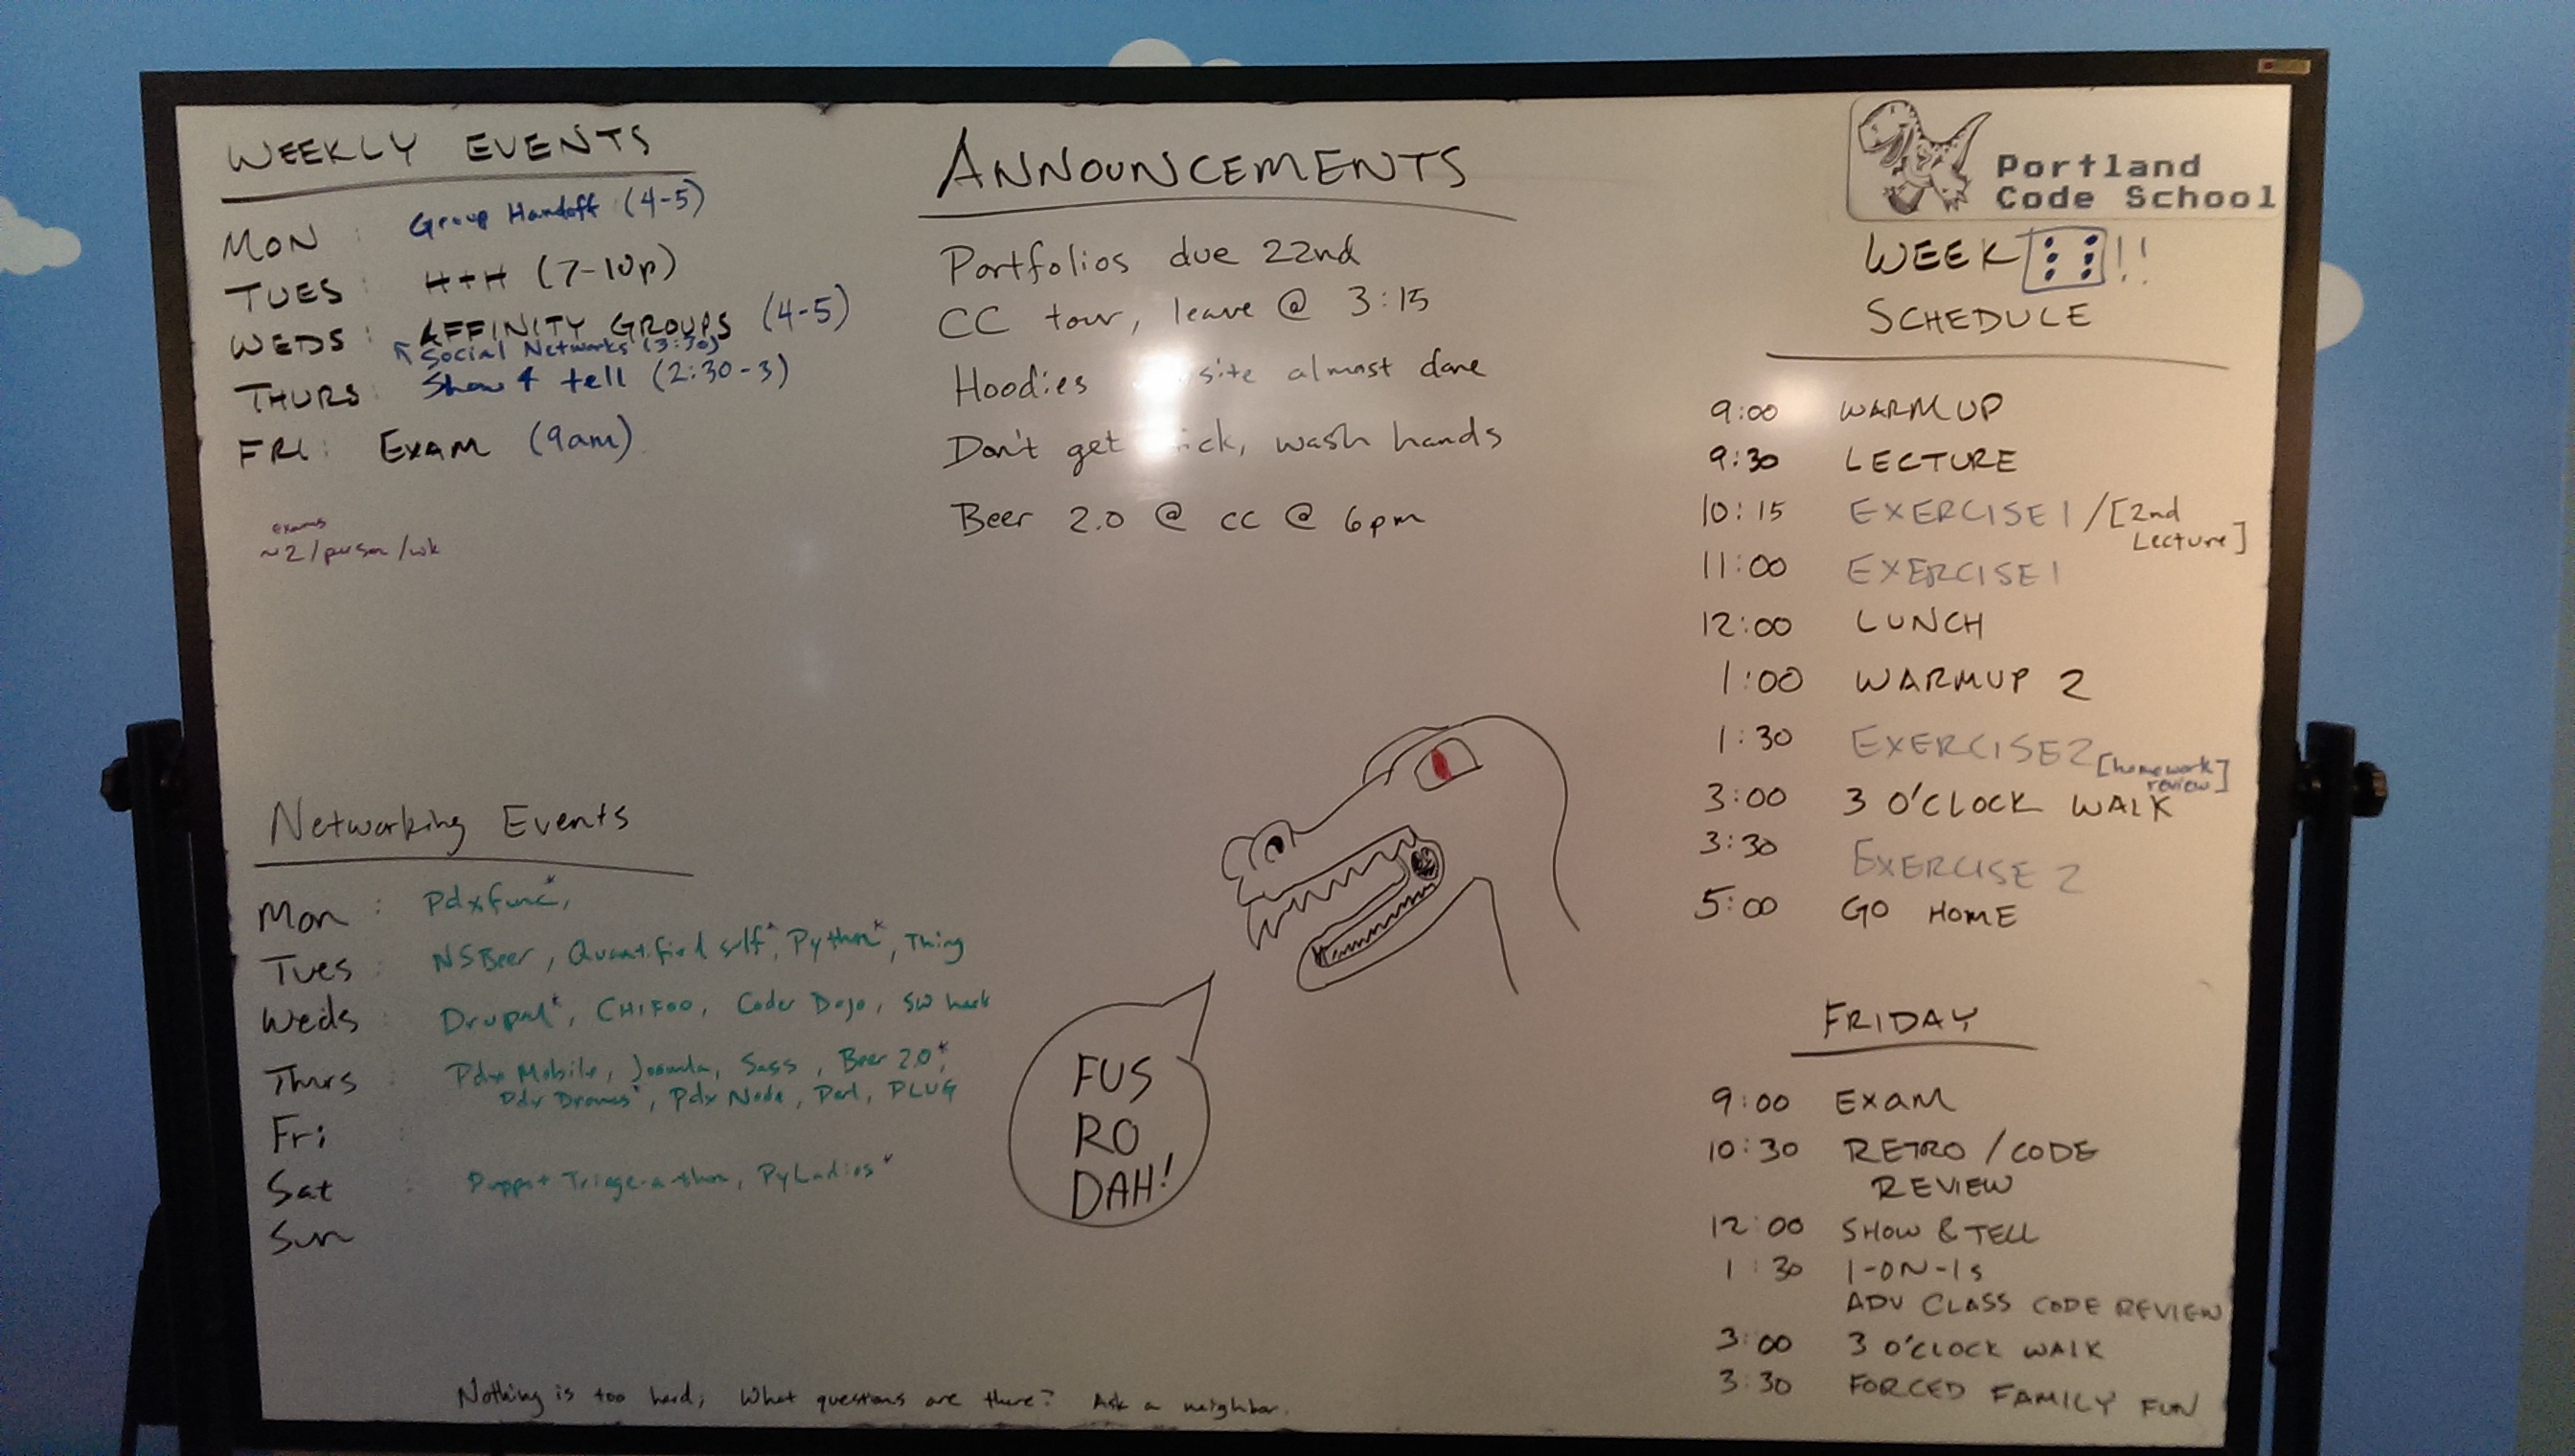 WEEKLY EVENTS
MON : Group Handoff (4-5)
TUES : H+H (7-10p)
WEDS : AFFINITY GROUPS (4-5)
Social Networks (3:30)
THURS : Show & tell (2:30-3)
FRI : EXAM (9am)
exams
~2/person/wk
Networking Events
Mon : Pdxfunc*,
Tues : NSBeer, Quantified self*, Python*, Thing
Weds : Drupal*, CHIFOO, Coder Dojo, SW hack
Thurs : Pdx Mobile, Joomla, Sass, Beer 2.0*,
Pdx Drones*, Pdx Node, Perl, PLUG
Fri :
Sat : Puppet Triage-a-thon, PyLadies*
Sun
ANNOUNCEMENTS
Portfolios due 22nd
CC tour, leave @ 3:15
Hoodies site almost done
Don't get sick, wash hands
Beer 2.0 @ CC @ 6pm
FUS
RO
DAH!
Nothing is too hard, What questions are there? Ask a neighbor.
Portland
Code School
WEEK !!
SCHEDULE
9:00 WARM UP
9:30 LECTURE
10:15 EXERCISE 1 / [2nd
Lecture]
11:00 EXERCISE 1
12:00 LUNCH
1:00 WARMUP 2
1:30 EXERCISE 2 [homework
review]
3:00 3 O'CLOCK WALK
3:30 EXERCISE 2
5:00 GO HOME
FRIDAY
9:00 EXAM
10:30 RETRO / CODE
REVIEW
12:00 SHOW & TELL
1:30 1-ON-1s
ADV CLASS CODE REVIEW
3:00 3 O'CLOCK WALK
3:30 FORCED FAMILY FUN